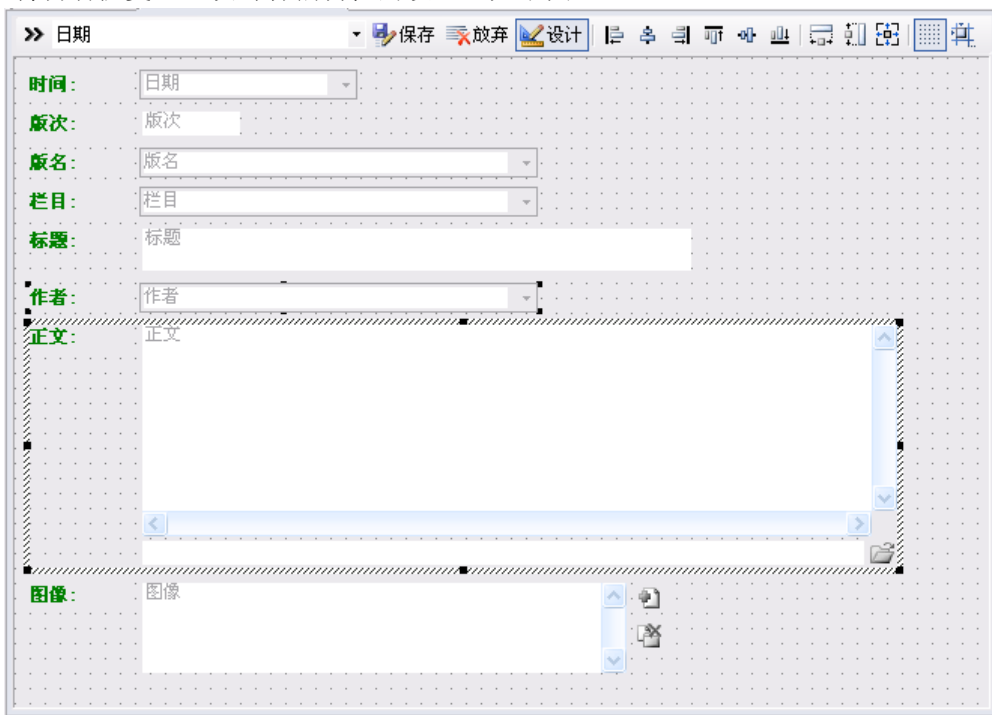 日期 保存 放弃 设计
时间： 日期
版次： 版次
版名： 版名
栏目： 栏目
标题： 标题
作者： 作者
正文： 正文
图像： 图像